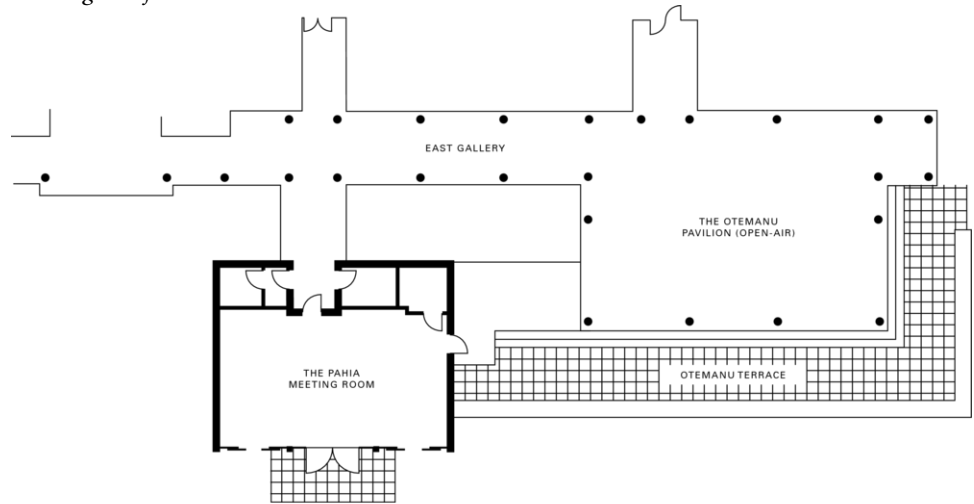 EAST GALLERY
THE OTEMANU
PAVILION (OPEN-AIR)
THE PAHIA
MEETING ROOM
OTEMANU TERRACE